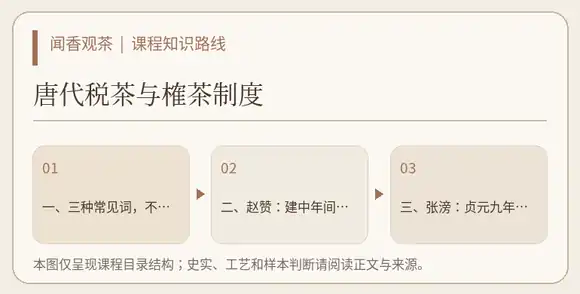 闻香观茶｜课程知识路线
唐代税茶与榷茶制度
01
一、三种常见词，不…
02
二、赵赞：建中年间…
03
三、张滂：贞元九年…
本图仅呈现课程目录结构；史实、工艺和样本判断请阅读正文与来源。